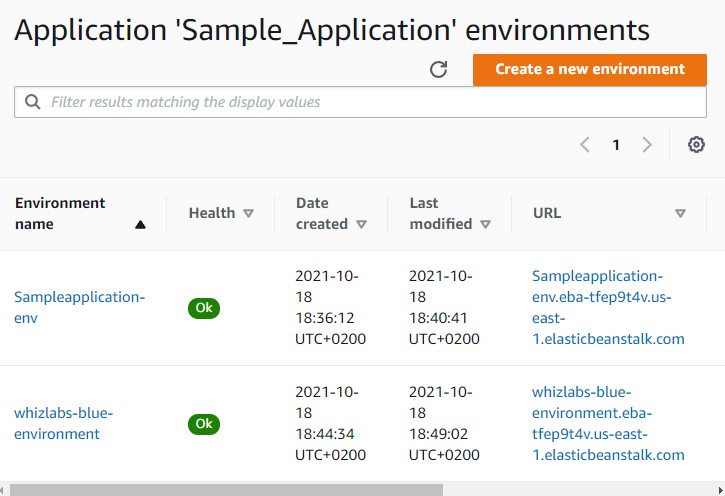 Application 'Sample_Application' environments
Create a new environment
Filter results matching the display values
1
Environment
name
Health
Date
created
Last
modified
URL
Sampleapplication-
env
Ok
2021-10-
18
18:36:12
UTC+0200
2021-10-
18
18:40:41
UTC+0200
Sampleapplication-
env.eba-tfep9t4v.us-
east-
1.elasticbeanstalk.com
whizlabs-blue-
environment
Ok
2021-10-
18
18:44:34
UTC+0200
2021-10-
18
18:49:02
UTC+0200
whizlabs-blue-
environment.eba-
tfep9t4v.us-east-
1.elasticbeanstalk.com